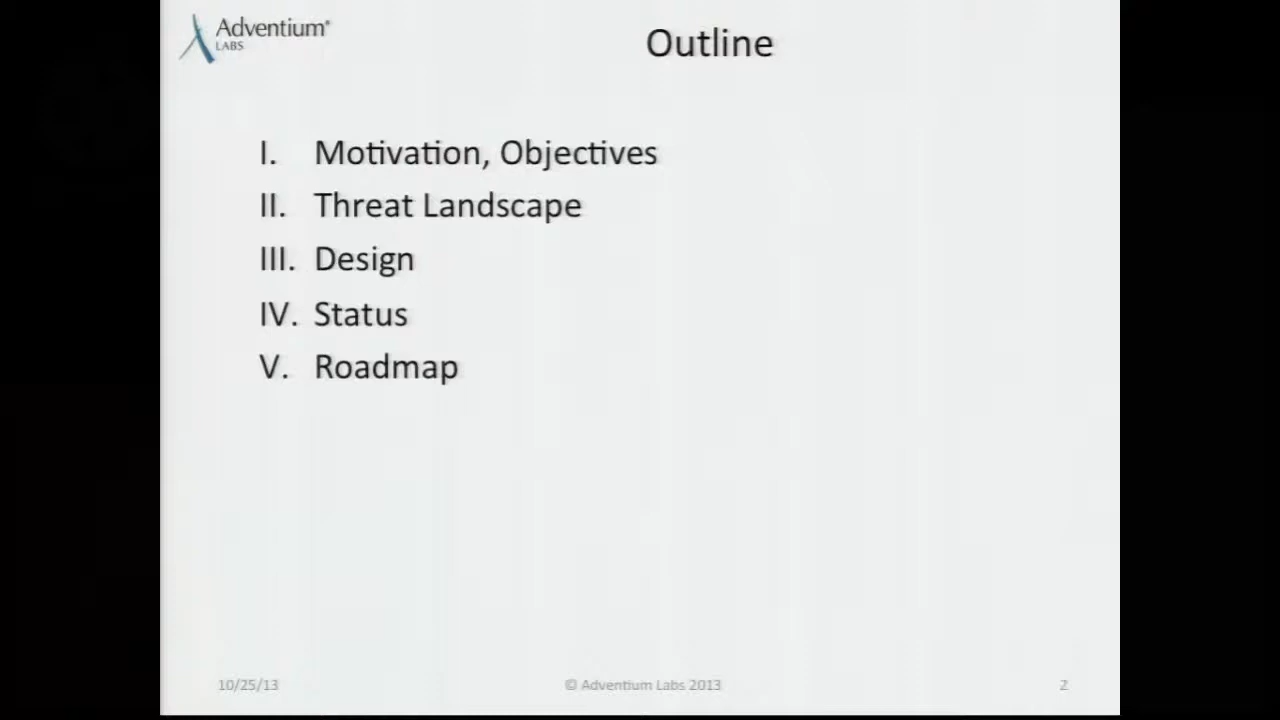 Adventium®
LABS
Outline
I. Motivation, Objectives
II. Threat Landscape
III. Design
IV. Status
V. Roadmap
10/25/13 © Adventium Labs 2013 2